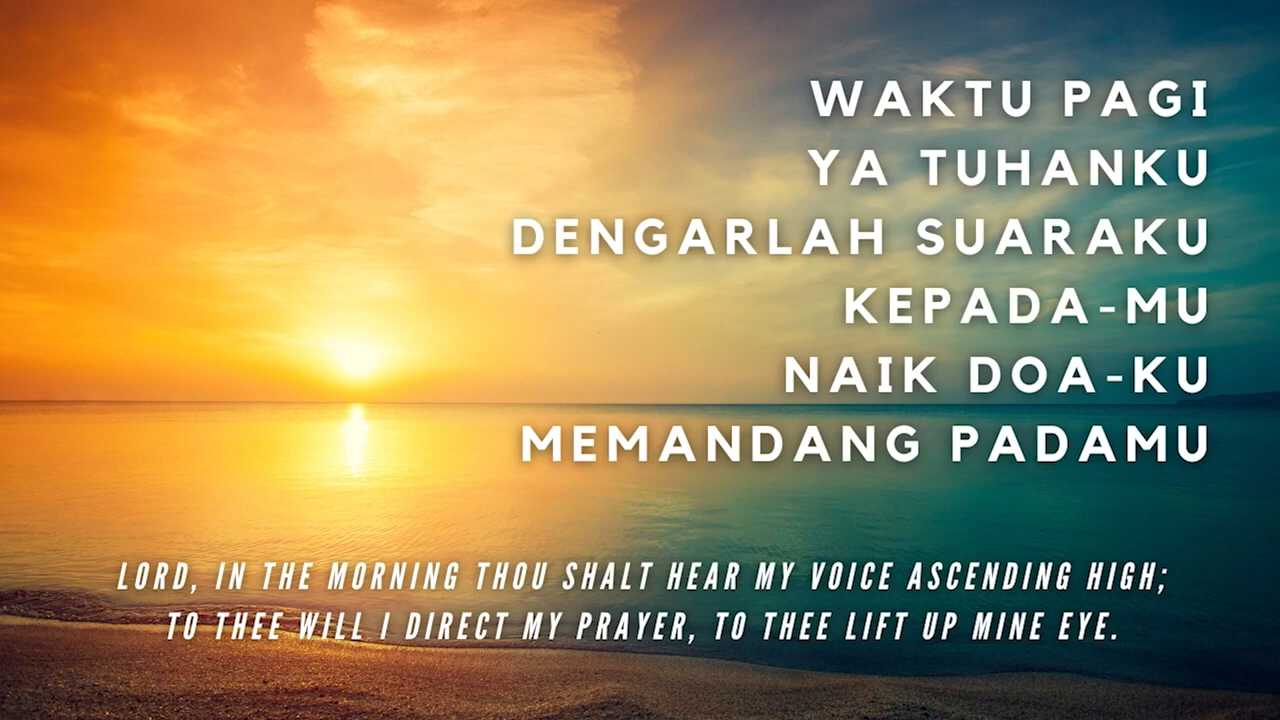 WAKTU PAGI
YA TUHANKU
DENGARLAH SUARAKU
KEPADA-MU
NAIK DOA-KU
MEMANDANG PADAMU
LORD, IN THE MORNING THOU SHALT HEAR MY VOICE ASCENDING HIGH;
TO THEE WILL I DIRECT MY PRAYER, TO THEE LIFT UP MINE EYE.